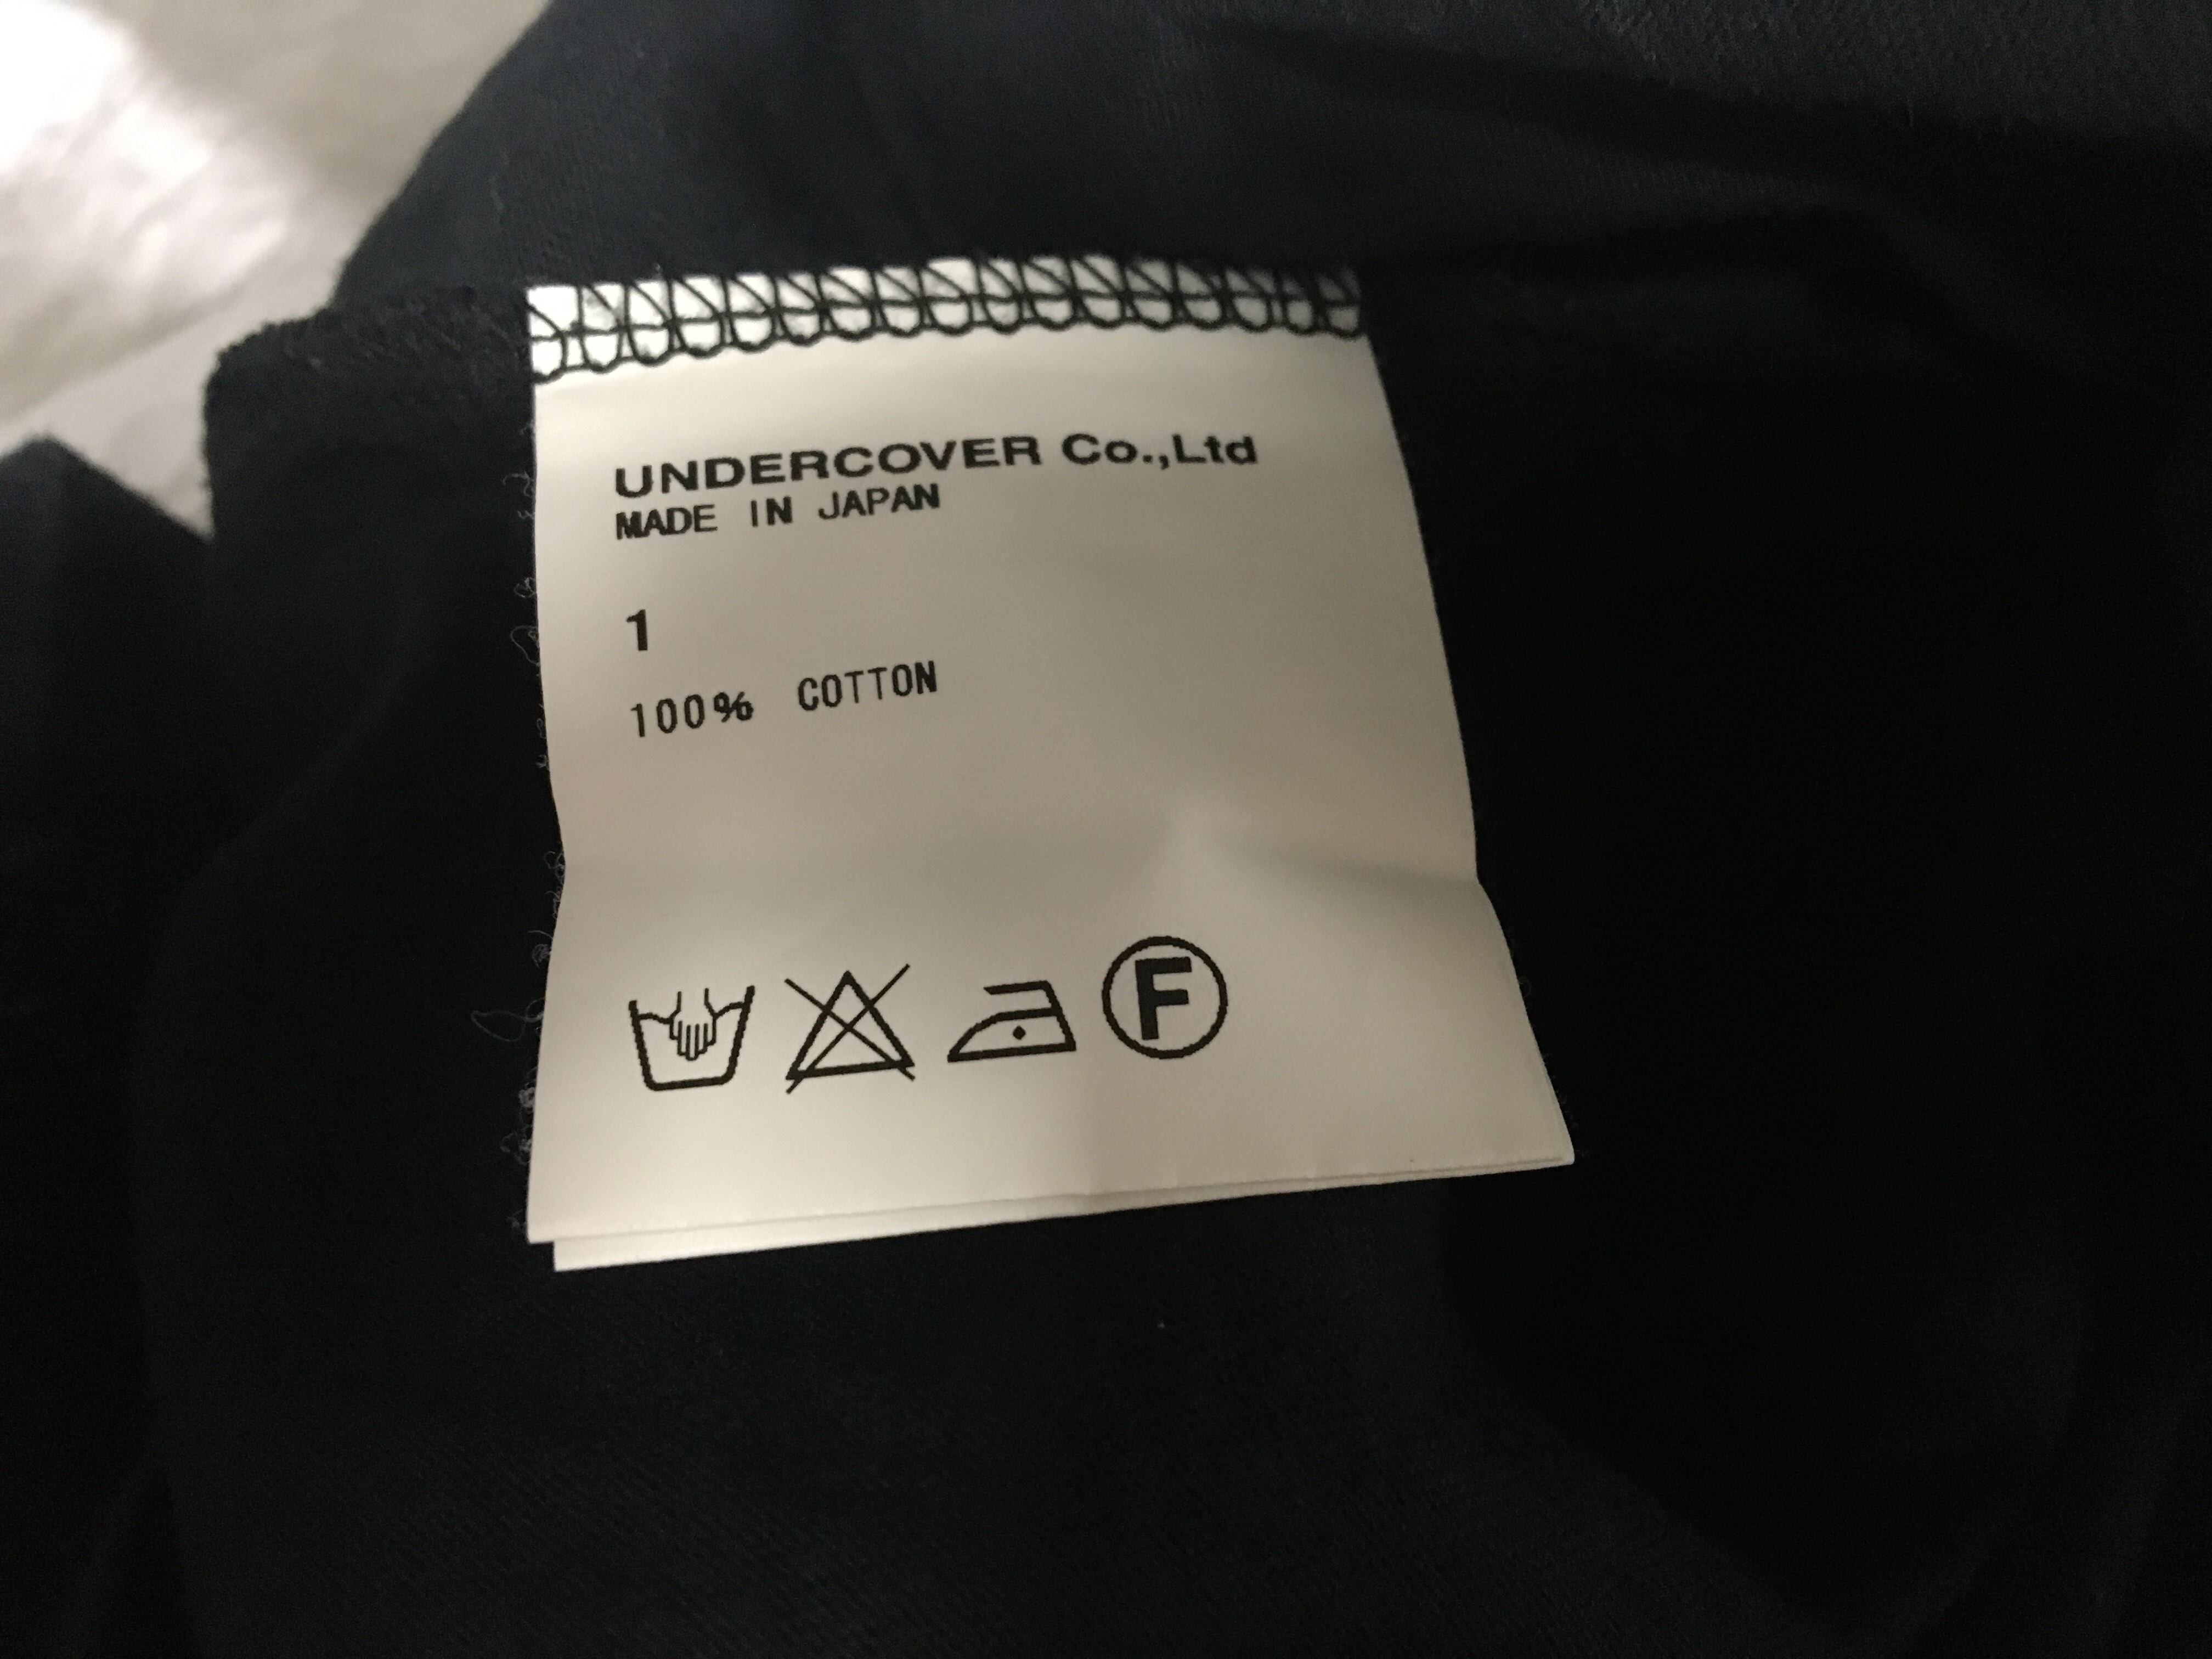 UNDERCOVER Co.,Ltd
MADE IN JAPAN
1
100% COTTON
F